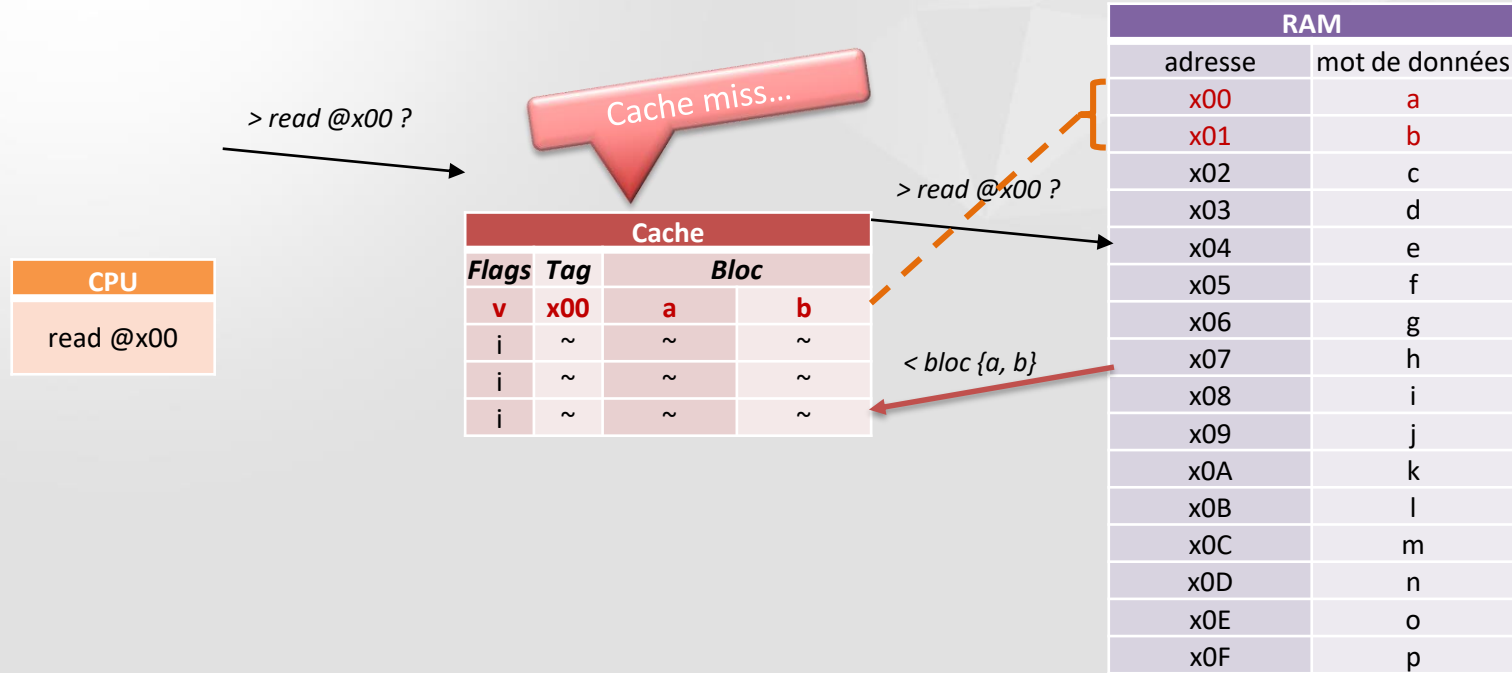 CPU
read @x00
> read @x00 ?
Cache miss...
Cache
Flags Tag Bloc
v x00 a b
i ~ ~ ~
i ~ ~ ~
i ~ ~ ~
> read @x00 ?
< bloc {a, b}
RAM
adresse mot de données
x00 a
x01 b
x02 c
x03 d
x04 e
x05 f
x06 g
x07 h
x08 i
x09 j
x0A k
x0B l
x0C m
x0D n
x0E o
x0F p